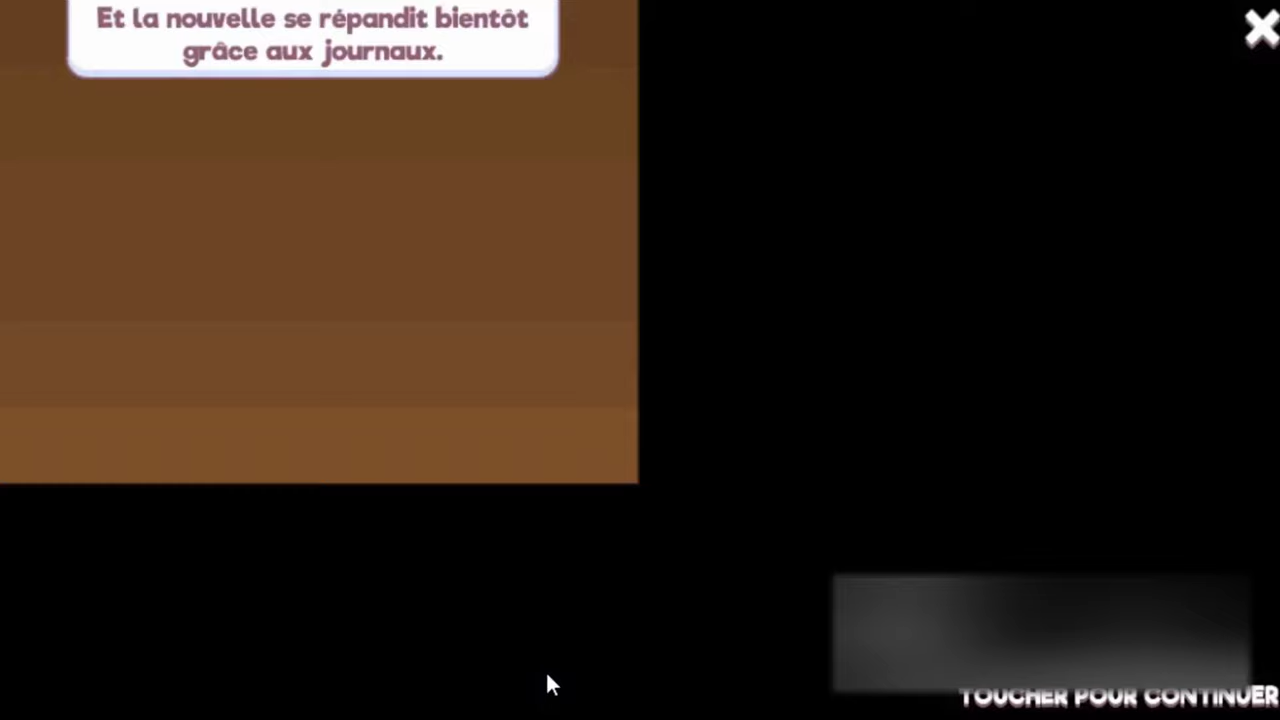 Et la nouvelle se répandit bientôt
grâce aux journaux.
TOUCHER POUR CONTINUER